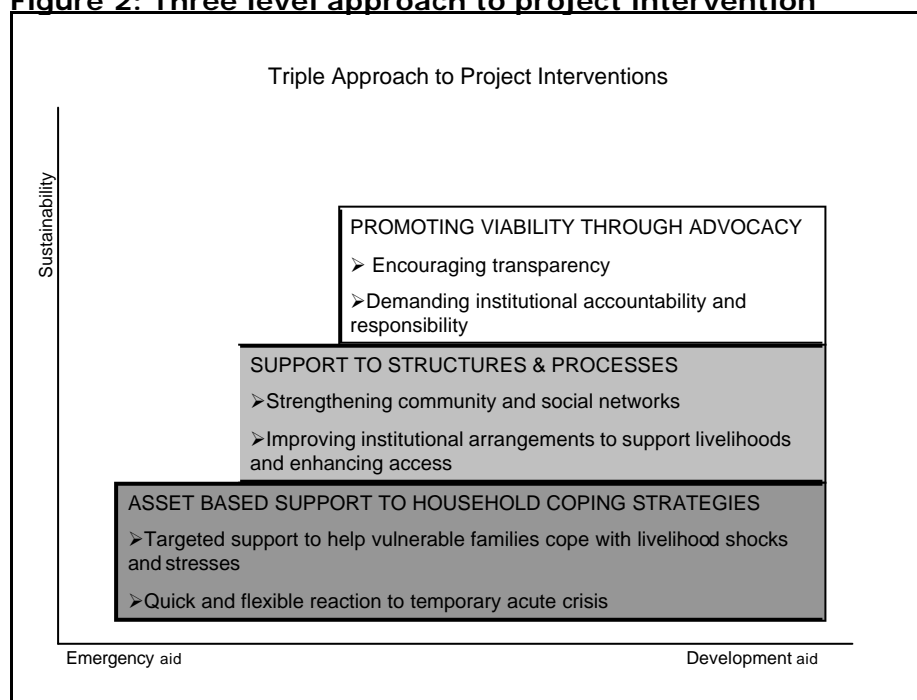 Figure 2: Three level approach to project intervention
Triple Approach to Project Interventions
Sustainability
PROMOTING VIABILITY THROUGH ADVOCACY
➢ Encouraging transparency
➢Demanding institutional accountability and
responsibility
SUPPORT TO STRUCTURES & PROCESSES
➢Strengthening community and social networks
➢Improving institutional arrangements to support livelihoods
and enhancing access
ASSET BASED SUPPORT TO HOUSEHOLD COPING STRATEGIES
➢Targeted support to help vulnerable families cope with livelihood shocks
and stresses
➢Quick and flexible reaction to temporary acute crisis
Emergency aid
Development aid